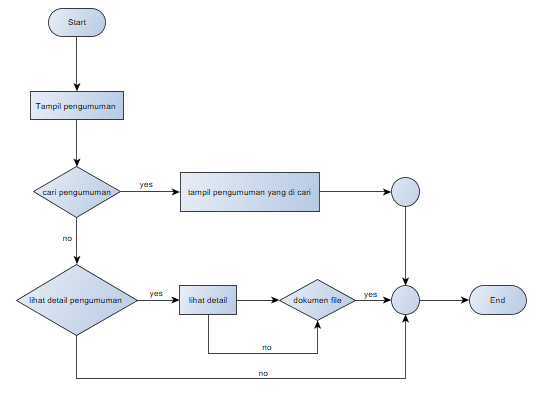 Start
Tampil pengumuman
cari pengumuman
yes
tampil pengumuman yang di cari
no
lihat detail pengumuman
yes
lihat detail
dokumen file
yes
End
no
no